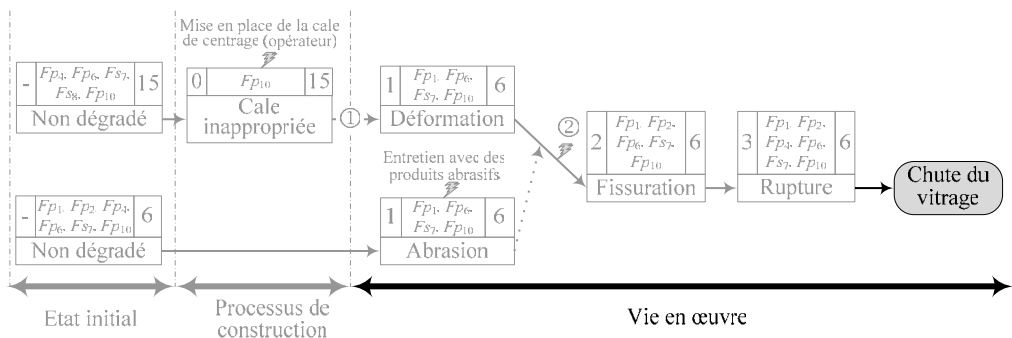 Mise en place de la cale
de centrage (opérateur)
- Fp4, Fp6, Fs7, Fs8, Fp10 15
Non dégradé
0 Fp10 15
Cale
inappropriée
①
1 Fp1, Fp6, Fs7, Fp10 6
Déformation
②
2 Fp1, Fp2, Fp6, Fs7, Fp10 6
Fissuration
3 Fp1, Fp2, Fp4, Fp6, Fs7, Fp10 6
Rupture
Chute du
vitrage
Entretien avec des
produits abrasifs
- Fp1, Fp2, Fp4, Fp6, Fs7, Fp10 6
Non dégradé
1 Fp1, Fp6, Fs7, Fp10 6
Abrasion
Etat initial
Processus de
construction
Vie en œuvre